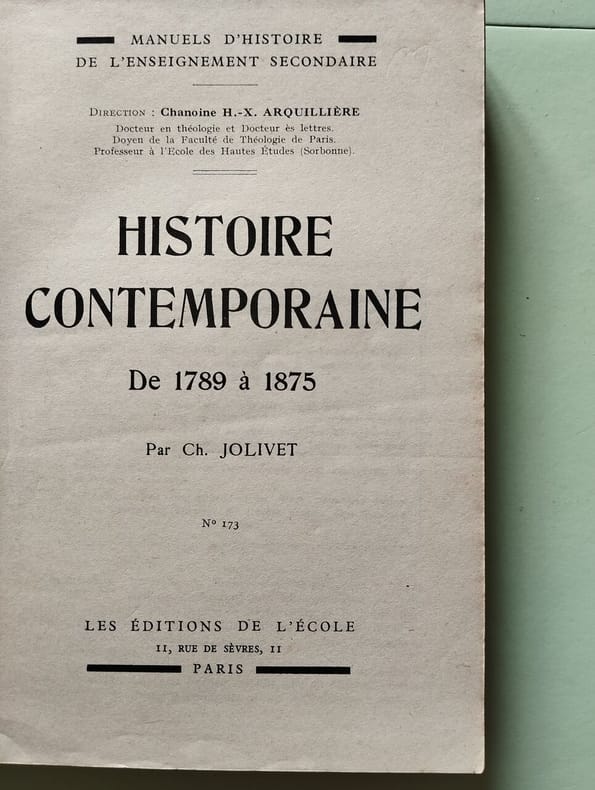 MANUELS D'HISTOIRE
DE L'ENSEIGNEMENT SECONDAIRE
DIRECTION : Chanoine H.-X. ARQUILLIÈRE
Docteur en théologie et Docteur ès lettres.
Doyen de la Faculté de Théologie de Paris.
Professeur à l'Ecole des Hautes Études (Sorbonne).
HISTOIRE
CONTEMPORAINE
De 1789 à 1875
Par Ch. JOLIVET
Nº 173
LES ÉDITIONS DE L'ÉCOLE
11, RUE DE SÈVRES, 11
PARIS